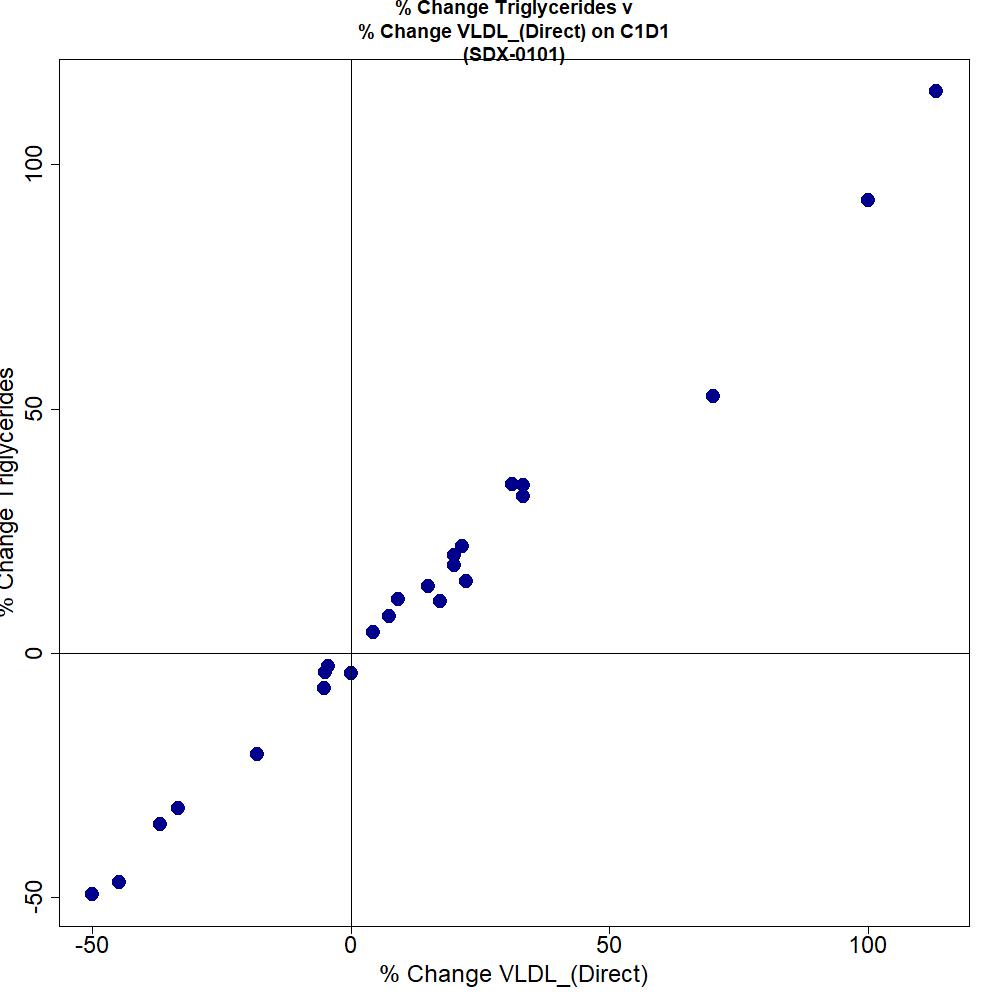 % Change Triglycerides v
% Change VLDL_(Direct) on C1D1
(SDX-0101)
% Change Triglycerides
100
50
0
-50
-50 0 50 100
% Change VLDL_(Direct)